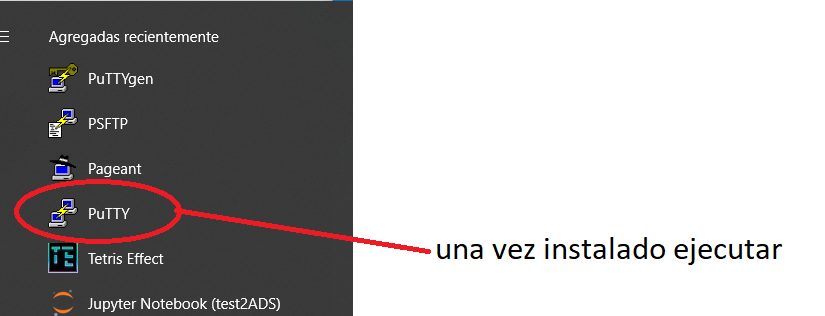 Agregadas recientemente
PuTTYgen
PSFTP
Pageant
PuTTY
una vez instalado ejecutar
Tetris Effect
Jupyter Notebook (test2ADS)